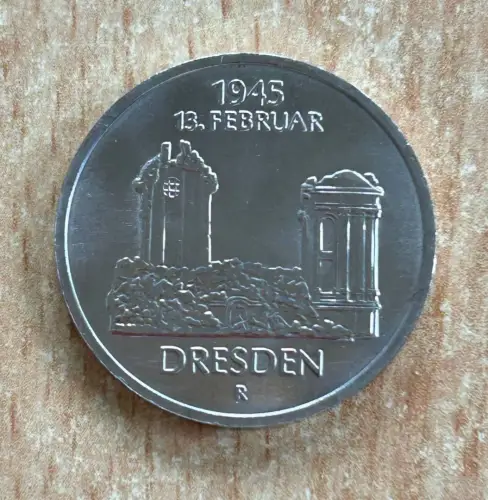 1945
13. FEBRUAR
DRESDEN
R